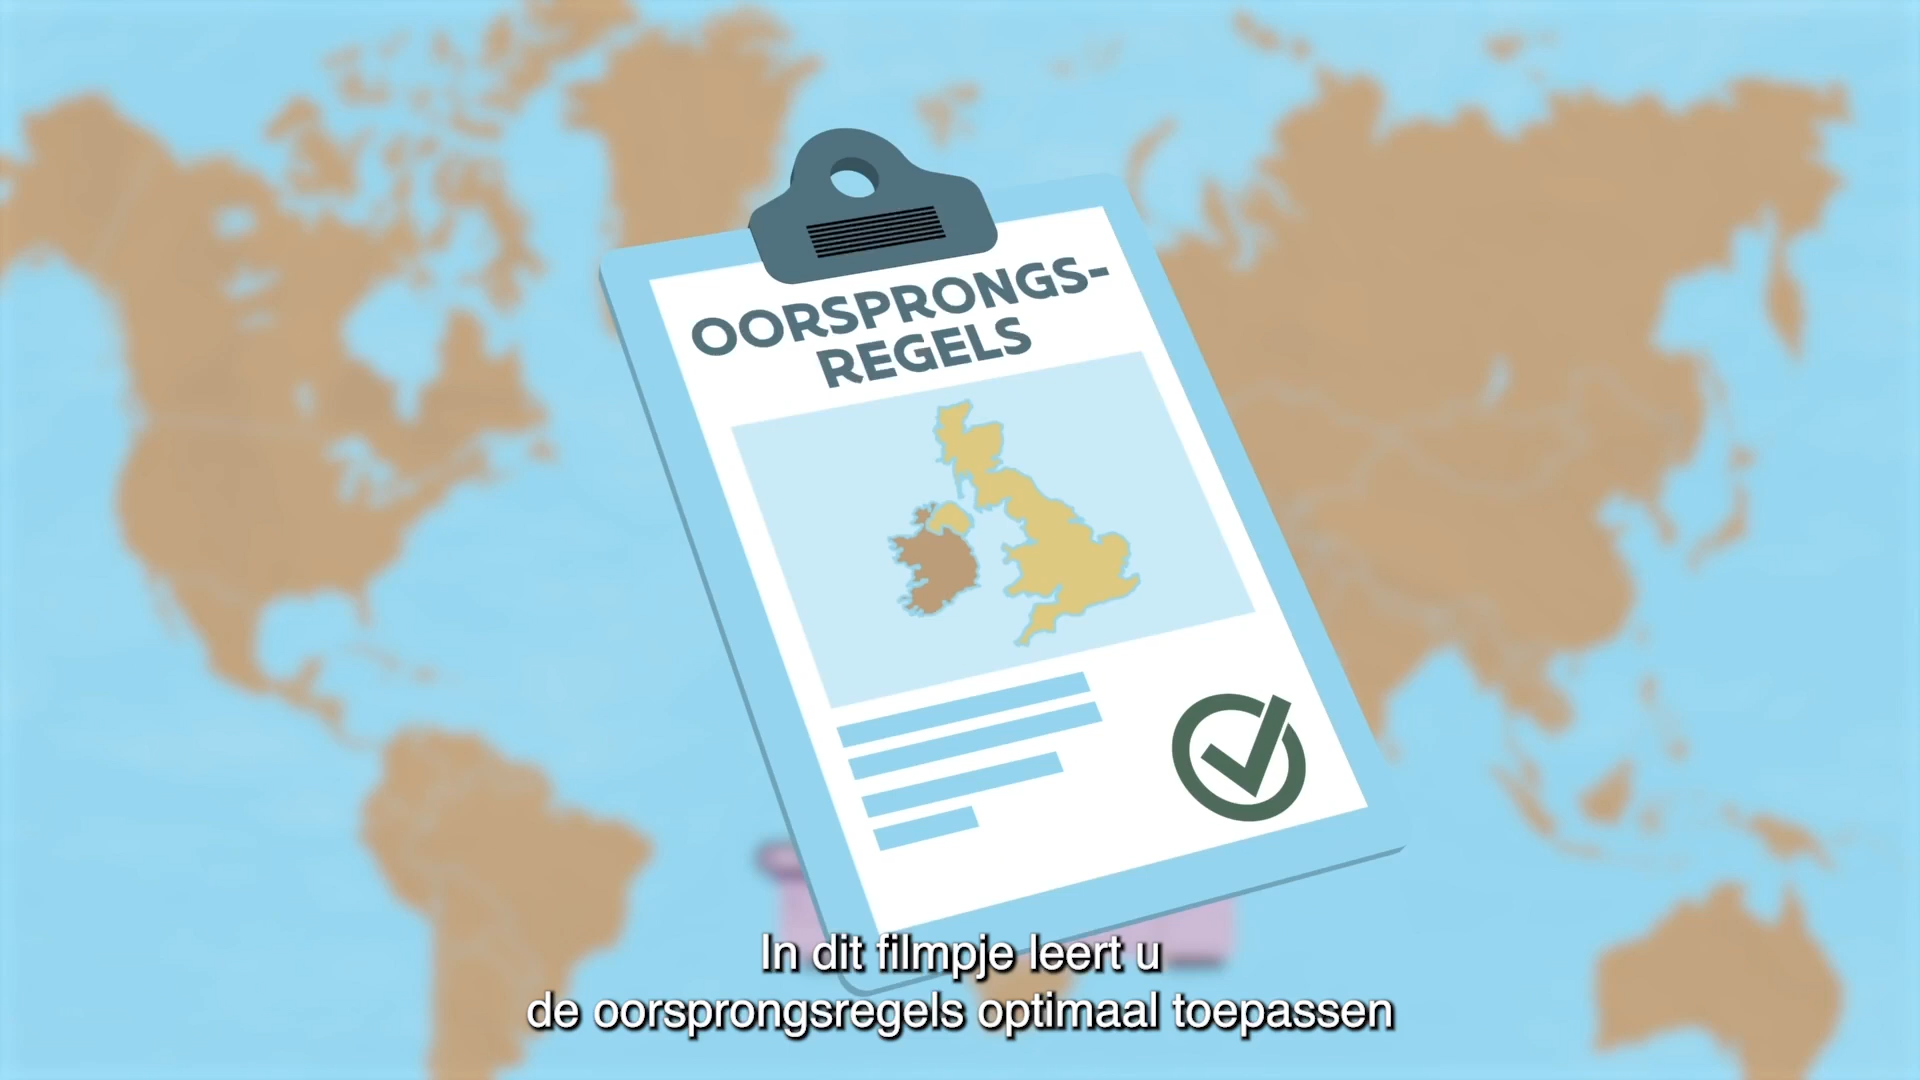 OORSPRONGS-
REGELS
In dit filmpje leert u
de oorsprongsregels optimaal toepassen